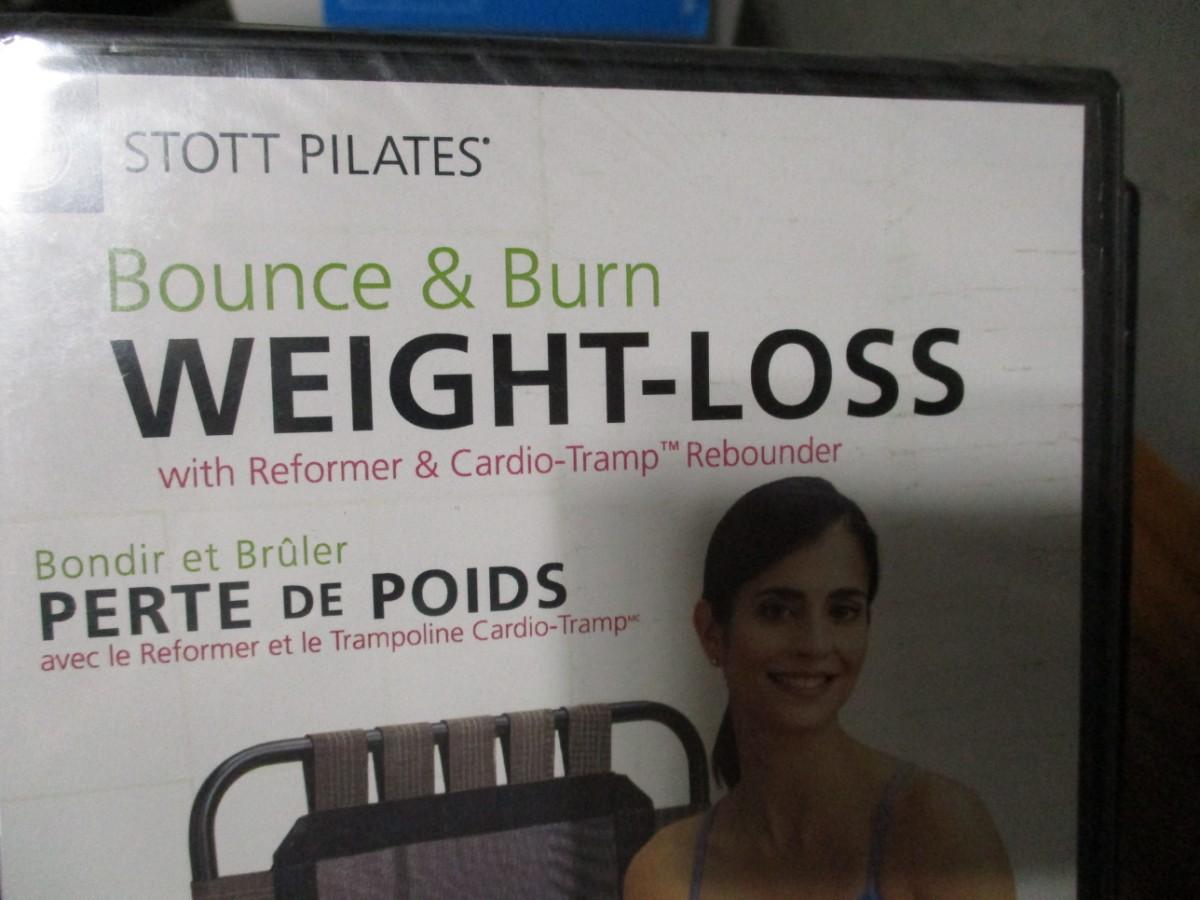 STOTT PILATES®
Bounce & Burn
WEIGHT-LOSS
with Reformer & Cardio-Tramp™ Rebounder
Bondir et Brûler
PERTE DE POIDS
avec le Reformer et le Trampoline Cardio-Tramp ᴹᶜ